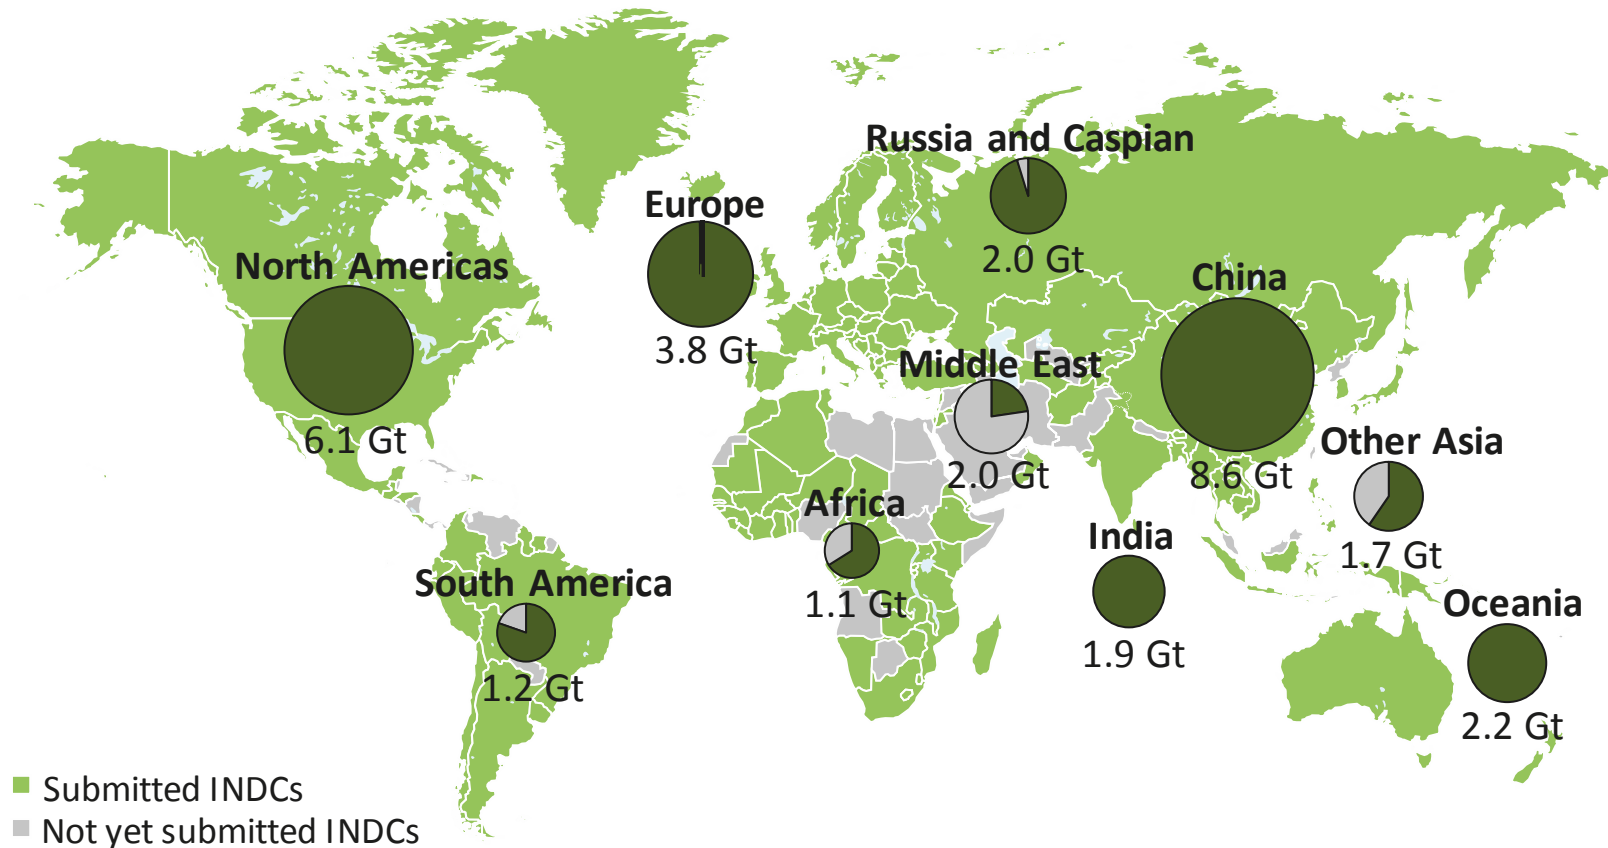 Russia and Caspian
2.0 Gt
Europe
3.8 Gt
North Americas
6.1 Gt
China
8.6 Gt
Middle East
2.0 Gt
Other Asia
1.7 Gt
Africa
1.1 Gt
India
1.9 Gt
South America
1.2 Gt
Oceania
2.2 Gt
Submitted INDCs
Not yet submitted INDCs